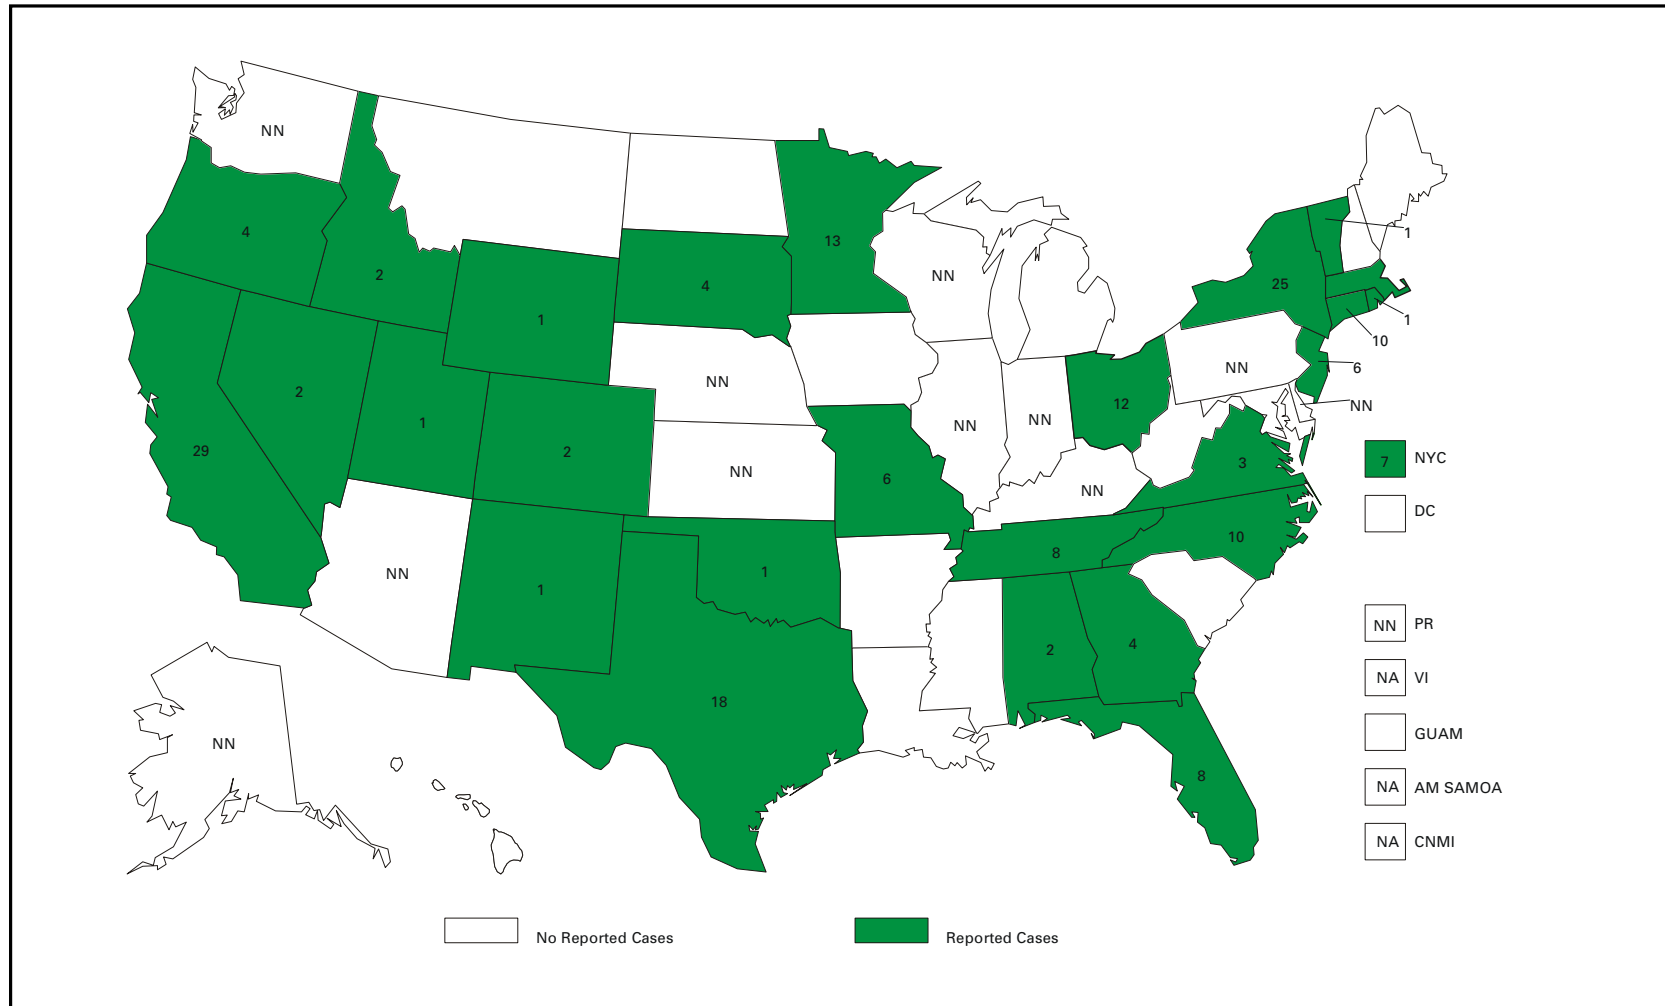 NN
1
4
13
2
NN
25
4
1
1
10
6
NN
NN
2
12
NN
1
NN
NN
29
2
3
7 NYC
NN
6
NN
DC
10
8
NN
1
1
NN PR
2
4
NA VI
18
GUAM
NN
8
NA AM SAMOA
NA CNMI
No Reported Cases
Reported Cases